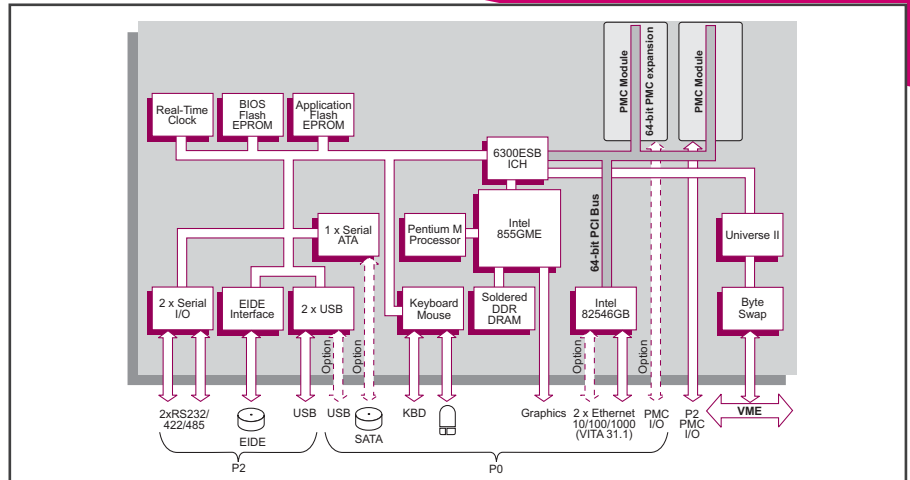 PMC Module
64-bit PMC expansion
PMC Module
Real-Time
Clock
BIOS
Flash
EPROM
Application
Flash
EPROM
6300ESB
ICH
1 x Serial
ATA
Pentium M
Processor
Intel
855GME
64-bit PCI Bus
Universe II
2 x Serial
I/O
EIDE
Interface
2 x USB
Keyboard
Mouse
Soldered
DDR
DRAM
Intel
82546GB
Byte
Swap
Option
Option
Option
Option
2xRS232/
422/485
EIDE
USB
USB
SATA
KBD
Graphics
2 x Ethernet
10/100/1000
(VITA 31.1)
PMC
I/O
P2
PMC
I/O
VME
P2
P0